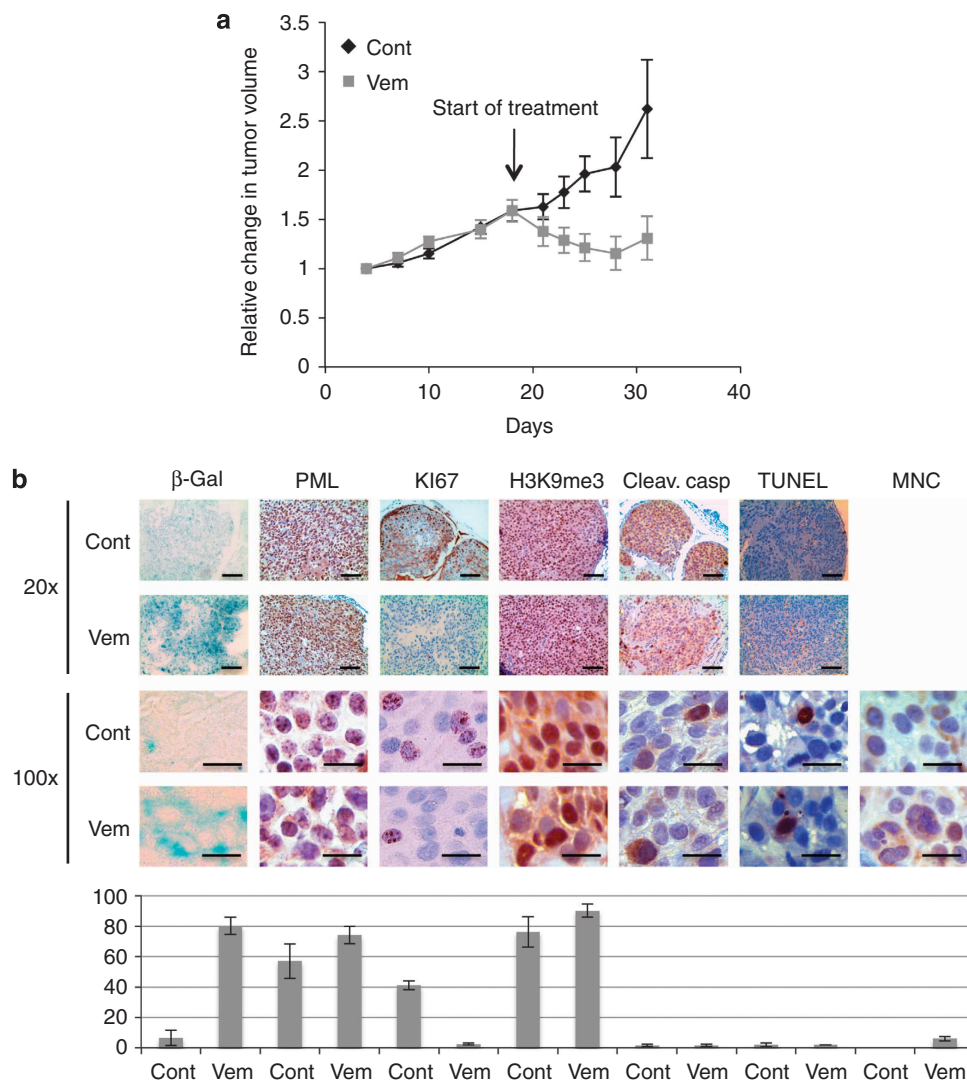 a
3.5
3
2.5
2
1.5
1
0.5
0
Cont
Vem
Start of treatment
Relative change in tumor volume
0 10 20 30 40
Days
b
β-Gal PML KI67 H3K9me3 Cleav. casp TUNEL MNC
20x
Cont
Vem
100x
Cont
Vem
100
80
60
40
20
0
Cont Vem Cont Vem Cont Vem Cont Vem Cont Vem Cont Vem Cont Vem